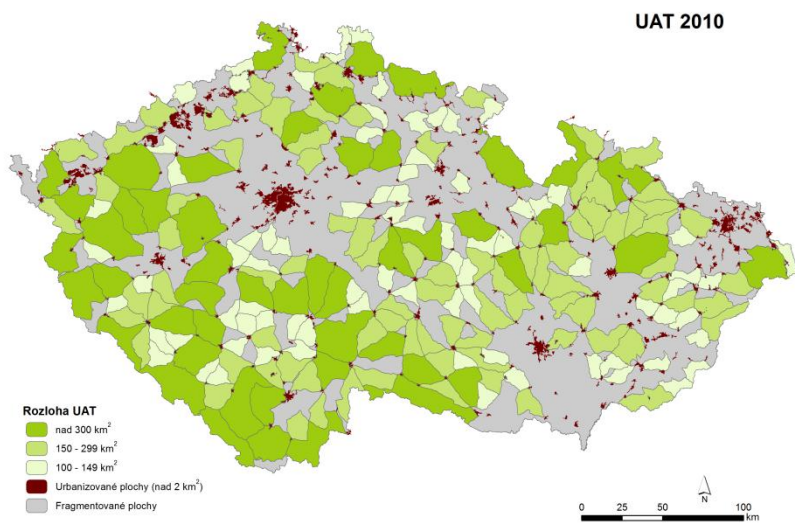 UAT 2010
Rozloha UAT
nad 300 km²
150 - 299 km²
100 - 149 km²
Urbanizované plochy (nad 2 km²)
Fragmentované plochy
N
0 25 50 75 100
km